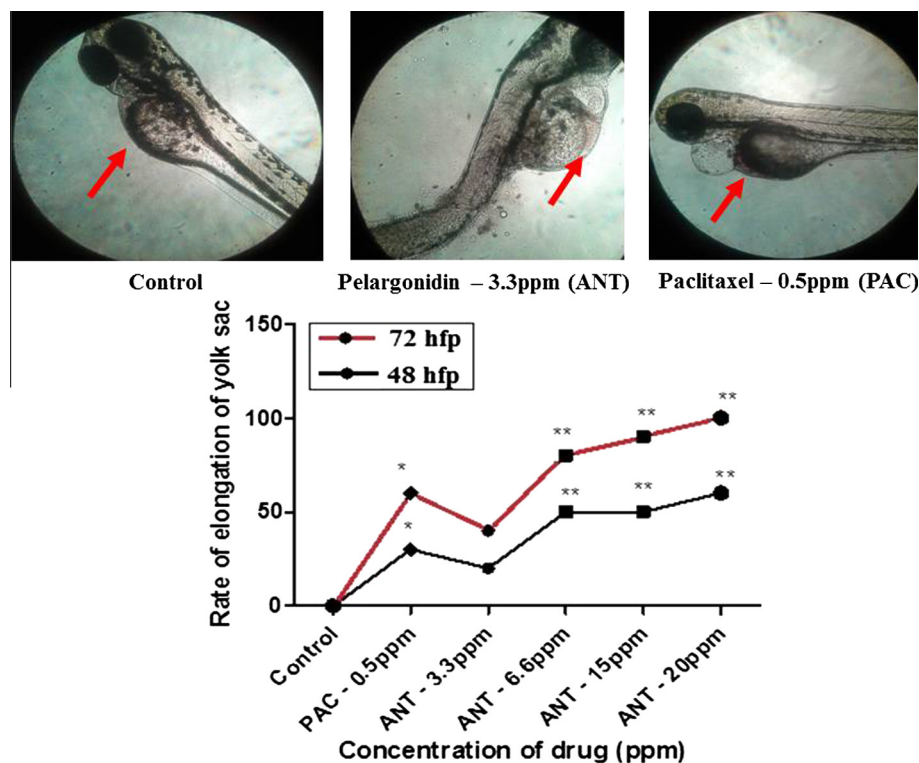 Control
Pelargonidin – 3.3ppm (ANT)
Paclitaxel – 0.5ppm (PAC)
Rate of elongation of yolk sac
150
100
50
0
72 hfp
48 hfp
*
*
**
**
**
**
**
**
Control
PAC - 0.5ppm
ANT - 3.3ppm
ANT - 6.6ppm
ANT - 15ppm
ANT - 20ppm
Concentration of drug (ppm)